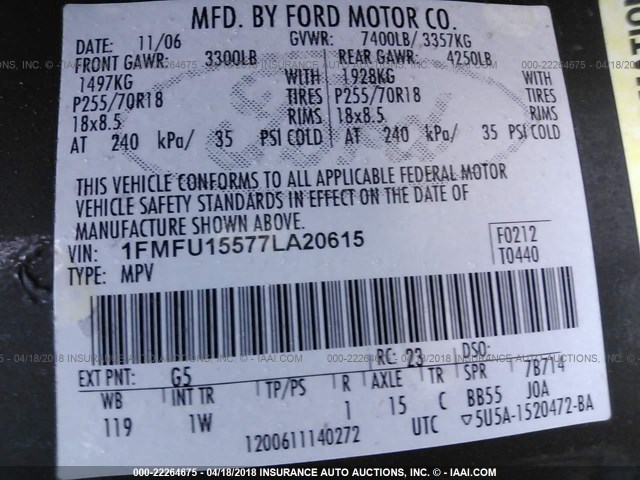 MFD. BY FORD MOTOR CO.
DATE: 11/06 GVWR: 7400LB/ 3357KG
FRONT GAWR: 3300LB REAR GAWR: 4250LB
1497KG WITH 1928KG WITH
P255/70R18 TIRES P255/70R18 TIRES
18x8.5 RIMS 18x8.5 RIMS
AT 240 kPa/ 35 PSI COLD AT 240 kPa/ 35 PSI COLD
THIS VEHICLE CONFORMS TO ALL APPLICABLE FEDERAL MOTOR
VEHICLE SAFETY STANDARDS IN EFFECT ON THE DATE OF
MANUFACTURE SHOWN ABOVE.
VIN: 1FMFU15577LA20615 F0212
TYPE: MPV T0440
EXT PNT: G5 RC: 23 DSO:
WB INT TR TP/PS R AXLE TR SPR 7B714
119 1W 1 15 C BB55 JOA
1200611140272 UTC ▽5U5A-1520472-BA
000-22264675 - 04/18/2018 INSURANCE AUTO AUCTIONS, INC. - © - IAAI.COM